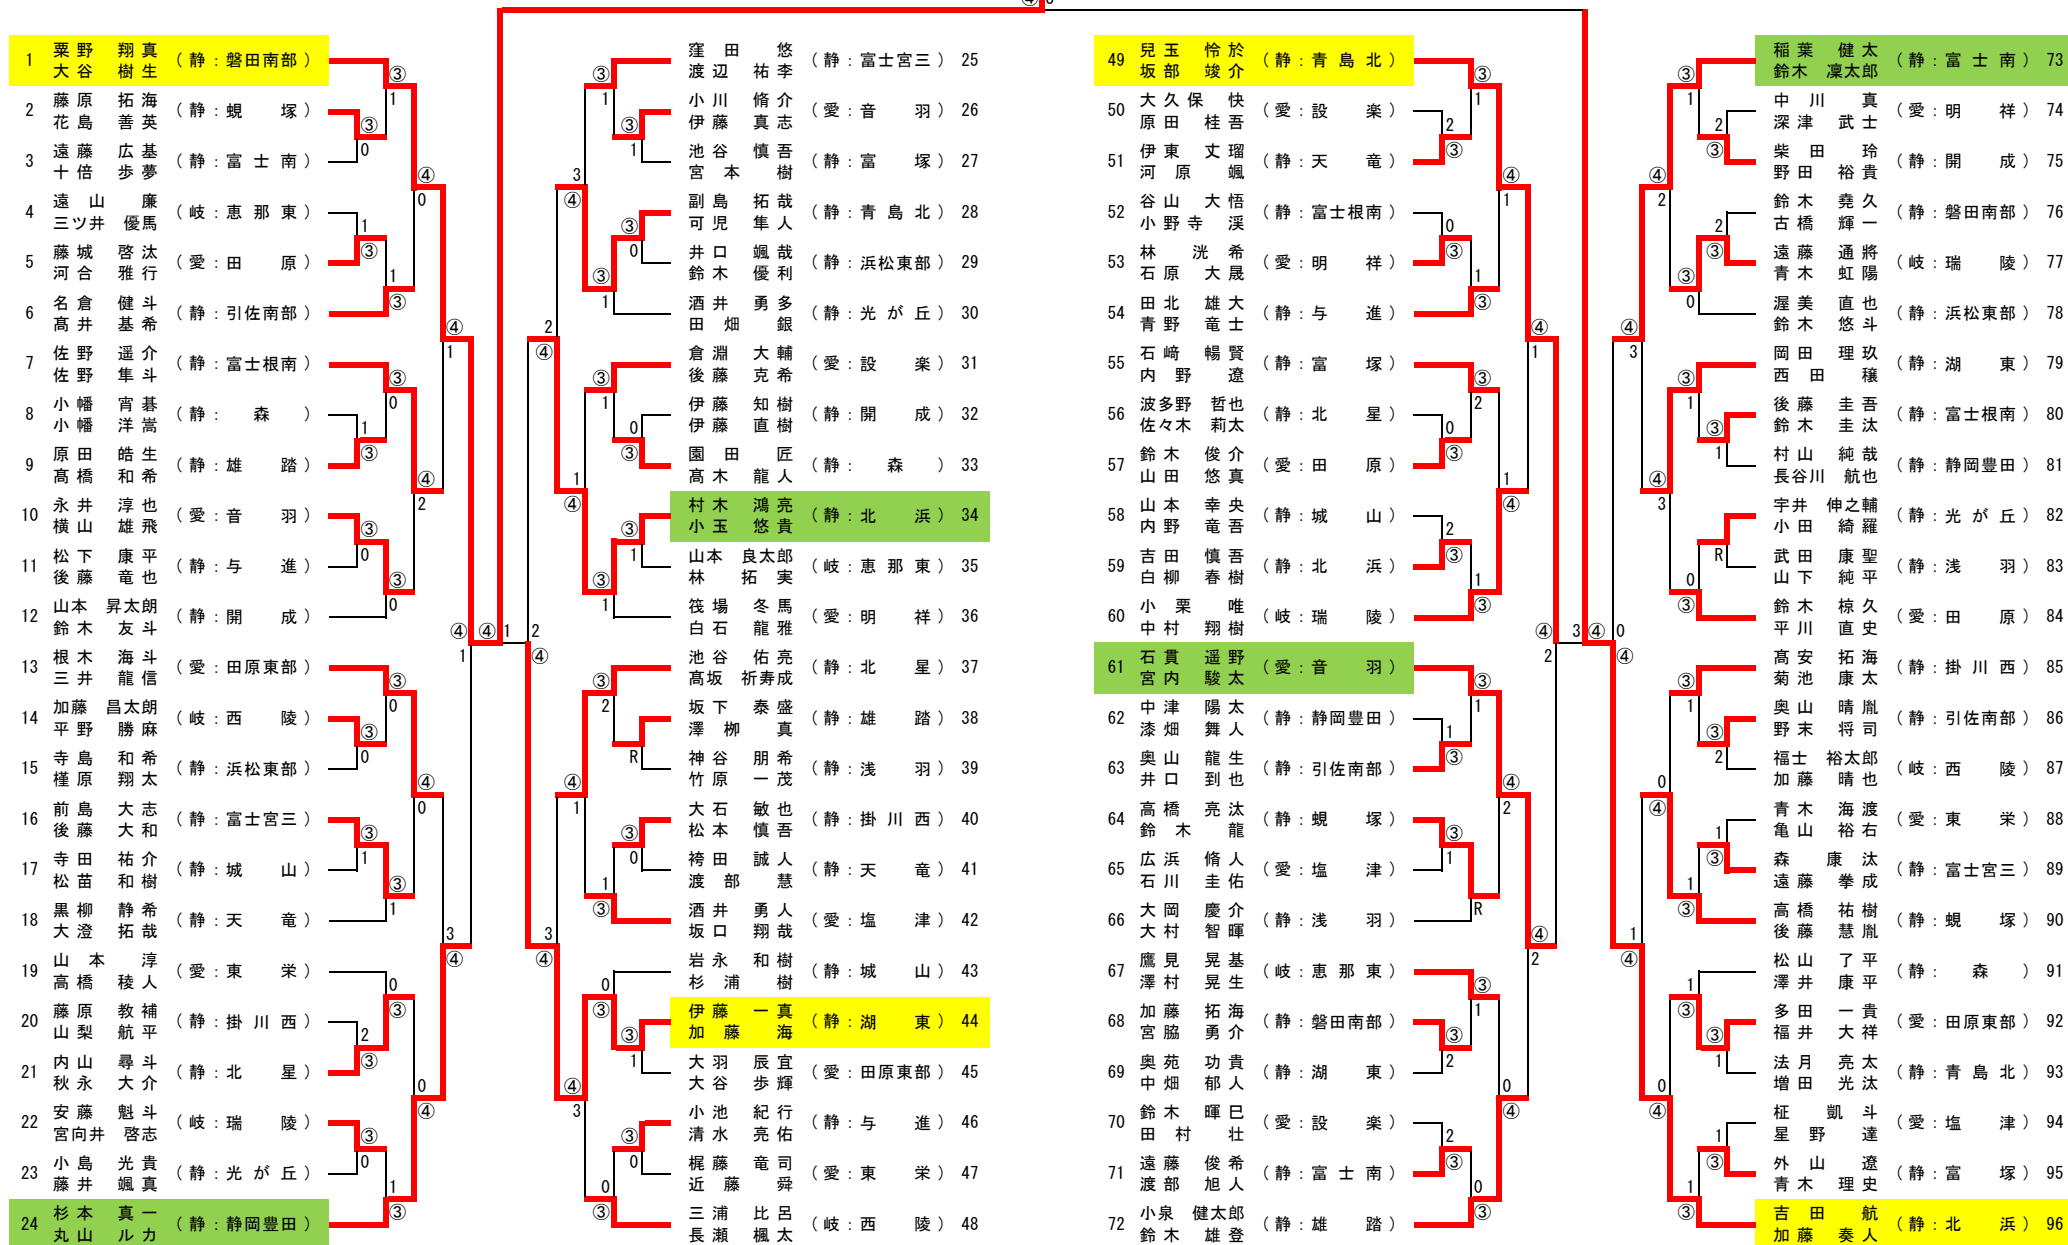 1 粟野 翔真 大谷 樹生 (静:磐田南部)
2 藤原 拓海 花島 善英 (静:蜆塚)
3 遠藤 広基 十倍 歩夢 (静:富士南)
4 遠山 廉 三ツ井 優馬 (岐:恵那東)
5 藤城 啓汰 河合 雅行 (愛:田原)
6 名倉 健斗 髙井 基希 (静:引佐南部)
7 佐野 遥介 佐野 隼斗 (静:富士根南)
8 小幡 宵碁 小幡 洋嵩 (静:森)
9 原田 皓生 髙橋 和希 (静:雄踏)
10 永井 淳也 横山 雄飛 (愛:音羽)
11 松下 康平 後藤 竜也 (静:与進)
12 山本 昇太朗 鈴木 友斗 (静:開成)
13 根木 海斗 三井 龍信 (愛:田原東部)
14 加藤 昌太朗 平野 勝麻 (岐:西陵)
15 寺島 和希 槿原 翔太 (静:浜松東部)
16 前島 大志 後藤 大和 (静:富士宮三)
17 寺田 祐介 松苗 和樹 (静:城山)
18 黒柳 静希 大澄 拓哉 (静:天竜)
19 山本 淳 高橋 稜人 (愛:東栄)
20 藤原 教補 山梨 航平 (静:掛川西)
21 内山 尋斗 秋永 大介 (静:北星)
22 安藤 魁斗 宮向井 啓志 (岐:瑞陵)
23 小島 光貴 藤井 颯真 (静:光が丘)
24 杉本 真一 丸山 ルカ (静:静岡豊田)
窪田 悠 渡辺 祐李 (静:富士宮三) 25
小川 脩介 伊藤 真志 (愛:音羽) 26
池谷 慎吾 宮本 樹 (静:富塚) 27
副島 拓哉 可児 隼人 (静:青島北) 28
井口 颯哉 鈴木 優利 (静:浜松東部) 29
酒井 勇多 田畑 銀 (静:光が丘) 30
倉淵 大輔 後藤 克希 (愛:設楽) 31
伊藤 知樹 伊藤 直樹 (静:開成) 32
園田 匠 髙木 龍人 (静:森) 33
村木 鴻亮 小玉 悠貴 (静:北浜) 34
山本 良太郎 林 拓実 (岐:恵那東) 35
筏場 冬馬 白石 龍雅 (愛:明祥) 36
池谷 佑亮 髙坂 祈寿成 (静:北星) 37
坂下 泰盛 澤栁 真 (静:雄踏) 38
神谷 朋希 竹原 一茂 (静:浅羽) 39
大石 敏也 松本 慎吾 (静:掛川西) 40
袴田 誠人 渡部 慧 (静:天竜) 41
酒井 勇人 坂口 翔哉 (愛:塩津) 42
岩永 和樹 杉浦 樹 (静:城山) 43
伊藤 一真 加藤 海 (静:湖東) 44
大羽 辰宜 大谷 歩輝 (愛:田原東部) 45
小池 紀行 清水 亮佑 (静:与進) 46
梶藤 竜司 近藤 舜 (愛:東栄) 47
三浦 比呂 長瀬 楓太 (岐:西陵) 48
49 兒玉 怜於 坂部 竣介 (静:青島北)
50 大久保 快 原田 桂吾 (愛:設楽)
51 伊東 丈瑠 河原 颯 (静:天竜)
52 谷山 大悟 小野寺 渓 (静:富士根南)
53 林 洸希 石原 大晟 (愛:明祥)
54 田北 雄大 青野 竜士 (静:与進)
55 石﨑 暢賢 内野 遼 (静:富塚)
56 波多野 哲也 佐々木 莉太 (静:北星)
57 鈴木 俊介 山田 悠真 (愛:田原)
58 山本 幸央 内野 竜吾 (静:城山)
59 吉田 慎吾 白柳 春樹 (静:北浜)
60 小栗 唯 中村 翔樹 (岐:瑞陵)
61 石貫 遥野 宮内 駿太 (愛:音羽)
62 中津 陽太 漆畑 舞人 (静:静岡豊田)
63 奥山 龍生 井口 到也 (静:引佐南部)
64 高橋 亮汰 鈴木 龍 (静:蜆塚)
65 広浜 脩人 石川 圭佑 (愛:塩津)
66 大岡 慶介 大村 智暉 (静:浅羽)
67 鷹見 晃基 澤村 晃生 (岐:恵那東)
68 加藤 拓海 宮脇 勇介 (静:磐田南部)
69 奥苑 功貴 中畑 郁人 (静:湖東)
70 鈴木 暉巳 田村 壮 (愛:設楽)
71 遠藤 俊希 渡部 旭人 (静:富士南)
72 小泉 健太郎 鈴木 雄登 (静:雄踏)
稲葉 健太 鈴木 凜太郎 (静:富士南) 73
中川 真 深津 武士 (愛:明祥) 74
柴田 玲 野田 裕貴 (静:開成) 75
鈴木 堯久 古橋 輝一 (静:磐田南部) 76
遠藤 通將 青木 虹陽 (岐:瑞陵) 77
渥美 直也 鈴木 悠斗 (静:浜松東部) 78
岡田 理玖 西田 穣 (静:湖東) 79
後藤 圭吾 鈴木 圭汰 (静:富士根南) 80
村山 純哉 長谷川 航也 (静:静岡豊田) 81
宇井 伸之輔 小田 綺羅 (静:光が丘) 82
武田 康聖 山下 純平 (静:浅羽) 83
鈴木 椋久 平川 直史 (愛:田原) 84
髙安 拓海 菊池 康太 (静:掛川西) 85
奥山 晴胤 野末 将司 (静:引佐南部) 86
福士 裕太郎 加藤 晴也 (岐:西陵) 87
青木 海渡 亀山 裕右 (愛:東栄) 88
森 康汰 遠藤 拳成 (静:富士宮三) 89
高橋 祐樹 後藤 慧胤 (静:蜆塚) 90
松山 了平 澤井 康平 (静:森) 91
多田 一貴 福井 大祥 (愛:田原東部) 92
法月 亮太 増田 光汰 (静:青島北) 93
柾 凱斗 星野 達 (愛:塩津) 94
外山 遼 青木 理史 (静:富塚) 95
吉田 航 加藤 奏人 (静:北浜) 96